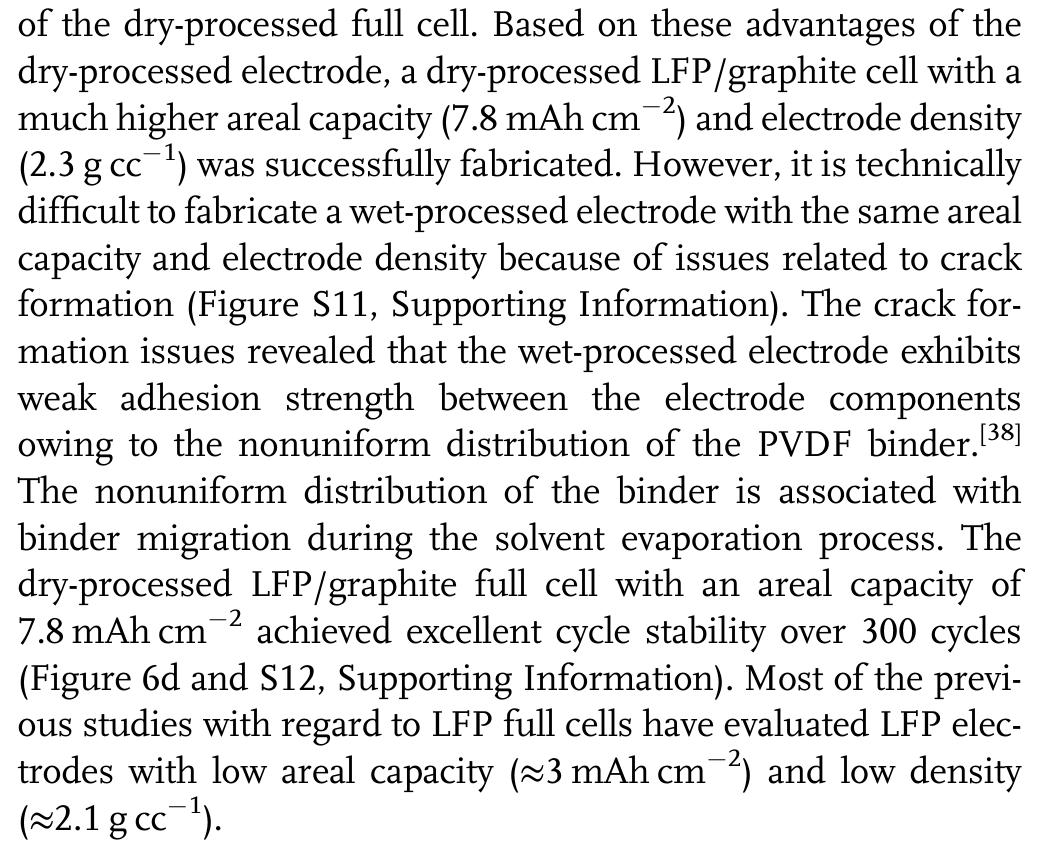 of the dry-processed full cell. Based on these advantages of the
dry-processed electrode, a dry-processed LFP/graphite cell with a
much higher areal capacity (7.8 mAh cm⁻²) and electrode density
(2.3 g cc⁻¹) was successfully fabricated. However, it is technically
difficult to fabricate a wet-processed electrode with the same areal
capacity and electrode density because of issues related to crack
formation (Figure S11, Supporting Information). The crack for-
mation issues revealed that the wet-processed electrode exhibits
weak adhesion strength between the electrode components
owing to the nonuniform distribution of the PVDF binder.[38]
The nonuniform distribution of the binder is associated with
binder migration during the solvent evaporation process. The
dry-processed LFP/graphite full cell with an areal capacity of
7.8 mAh cm⁻² achieved excellent cycle stability over 300 cycles
(Figure 6d and S12, Supporting Information). Most of the previ-
ous studies with regard to LFP full cells have evaluated LFP elec-
trodes with low areal capacity (≈3 mAh cm⁻²) and low density
(≈2.1 g cc⁻¹).